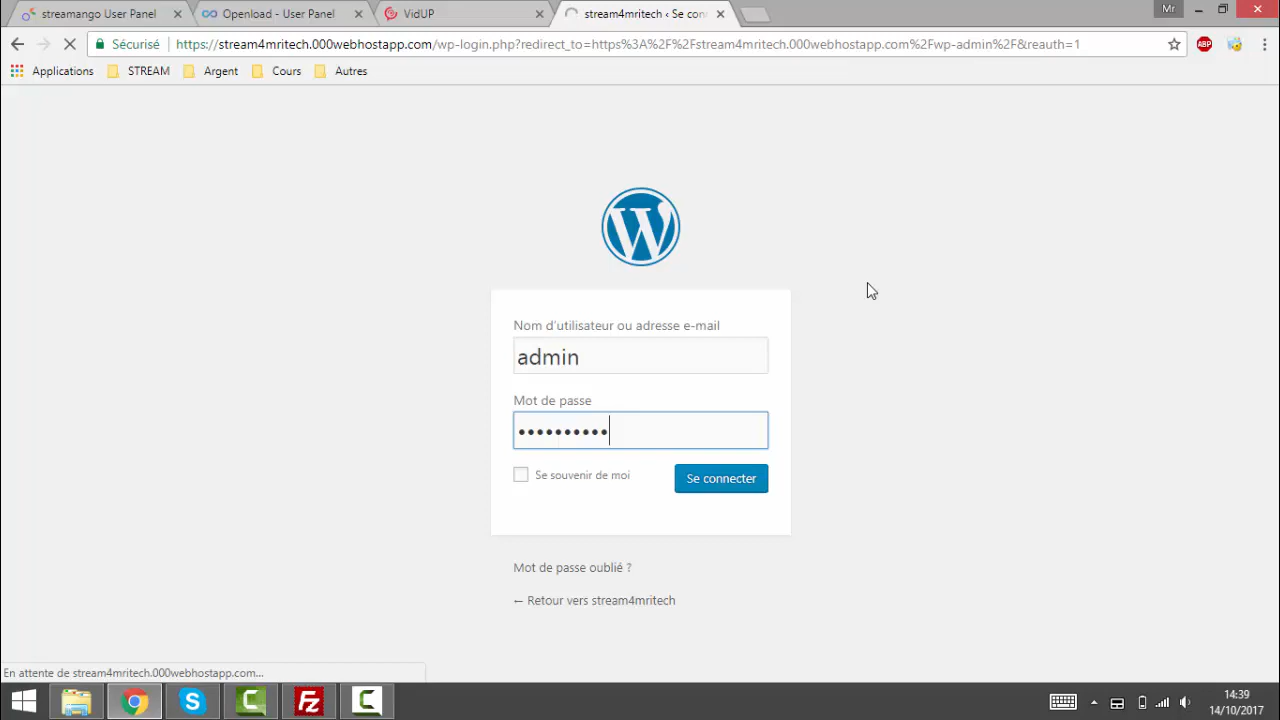 streamango User Panel
Openload - User Panel
VidUP
stream4mritech ‹ Se con
Mr
Sécurisé
https://stream4mritech.000webhostapp.com/wp-login.php?redirect_to=https%3A%2F%2Fstream4mritech.000webhostapp.com%2Fwp-admin%2F&reauth=1
ABP
Applications
STREAM
Argent
Cours
Autres
W
Nom d'utilisateur ou adresse e-mail
admin
Mot de passe
••••••••••
Se souvenir de moi
Se connecter
Mot de passe oublié ?
← Retour vers stream4mritech
En attente de stream4mritech.000webhostapp.com...
S
C
Fz
C
14:39
14/10/2017